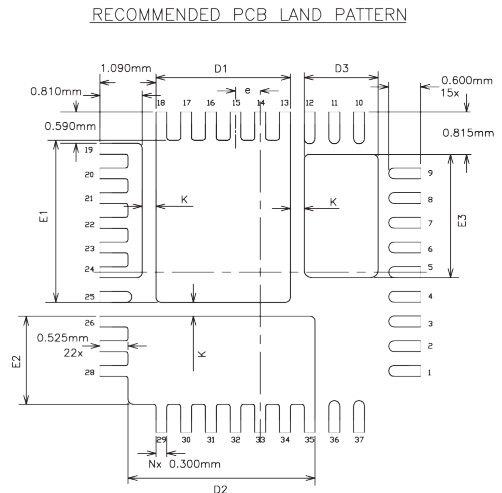 RECOMMENDED PCB LAND PATTERN
1.090mm
D1
D3
0.810mm
0.600mm
15x
e
18 17 16 15 14 13 12 11 10
0.590mm
0.815mm
19
20
21
22
23
24
25
26
28
9
8
7
6
5
4
3
2
1
E1
K
K
E3
0.525mm
22x
E2
K
29 30 31 32 33 34 35 36 37
Nx 0.300mm
D2